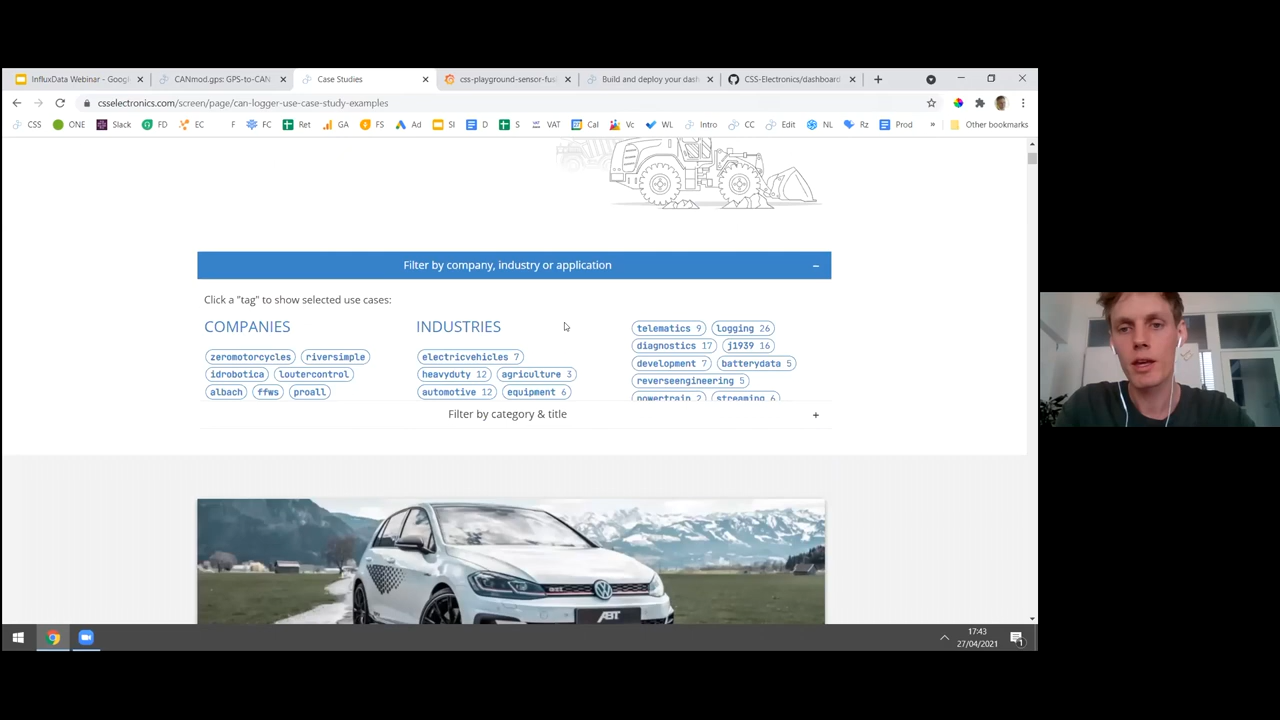 InfluxData Webinar - Goog
CANmod.gps: GPS-to-CAN
Case Studies
css-playground-sensor-fus
Build and deploy your dash
CSS-Electronics/dashboard
csselectronics.com/screen/page/can-logger-use-case-study-examples
CSS ONE Slack FD EC F FC Ret GA FS Ad SI D S VAT Cal Vc WL Intro CC Edit NL Rz Prod » Other bookmarks
Filter by company, industry or application
Click a "tag" to show selected use cases:
COMPANIES
zeromotorcycles riversimple
idrobotica loutercontrol
albach ffws proall
INDUSTRIES
electricvehicles 7
heavyduty 12 agriculture 3
automotive 12 equipment 6
telematics 9 logging 26
diagnostics 17 j1939 16
development 7 batterydata 5
reverseengineering 5
powertrain 2 streaming 6
Filter by category & title
ABT
17:43
27/04/2021